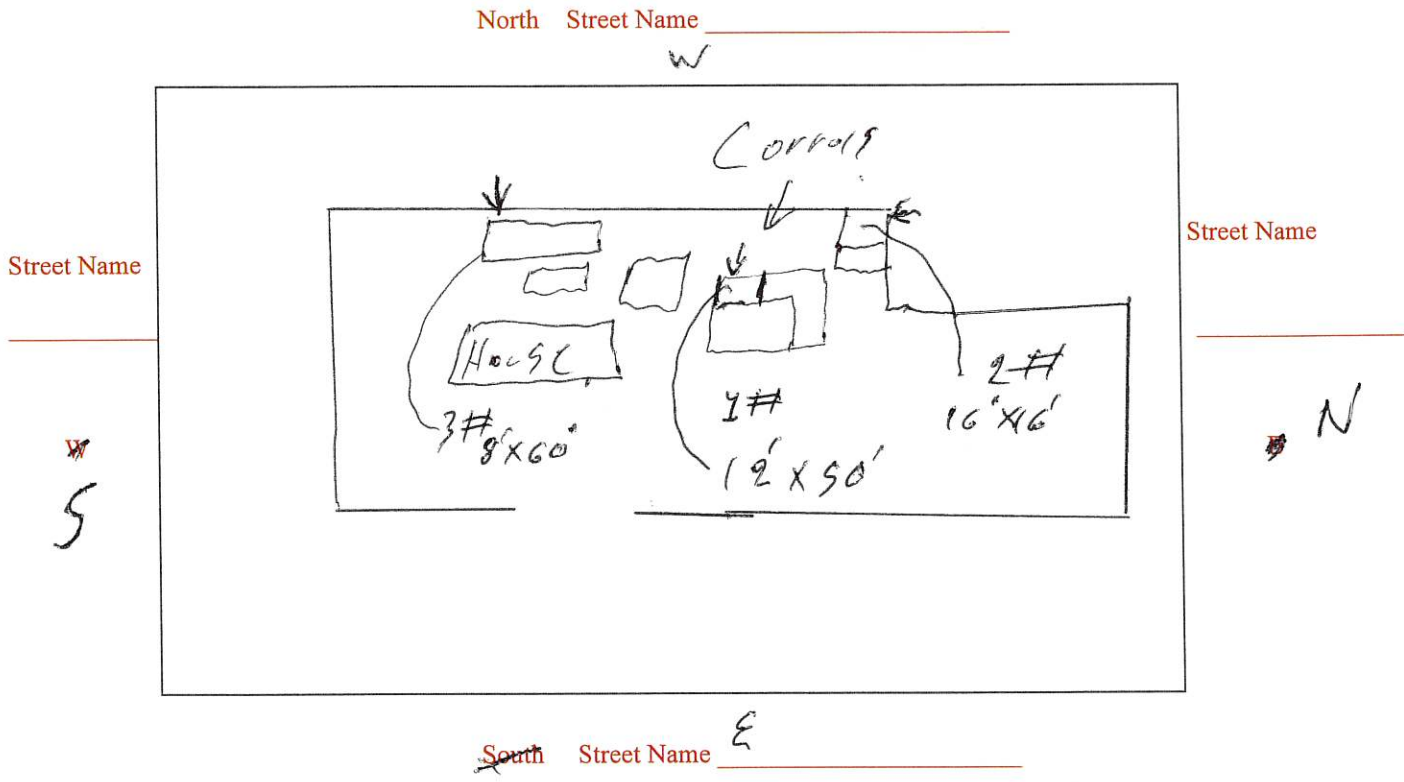 North Street Name
W
Corrals
Street Name
Street Name
House
2#
16'X16'
1#
3#
8'X60'
12'X50'
N
W
S
E
South Street Name